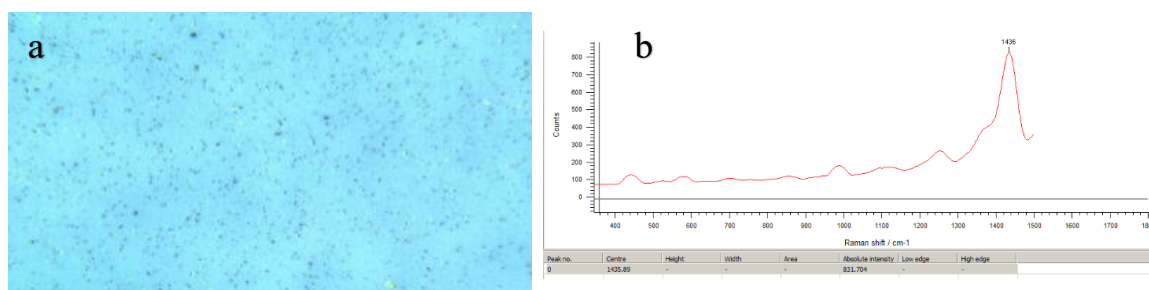 a
b
1436
Counts
800
700
600
500
400
300
200
100
0
400 500 600 700 800 900 1000 1100 1200 1300 1400 1500 1600 1700
Raman shift / cm-1
Peak no. Centre Height Width Area Absolute intensity Low edge High edge
0 1435.89 - - - 831.704 - -